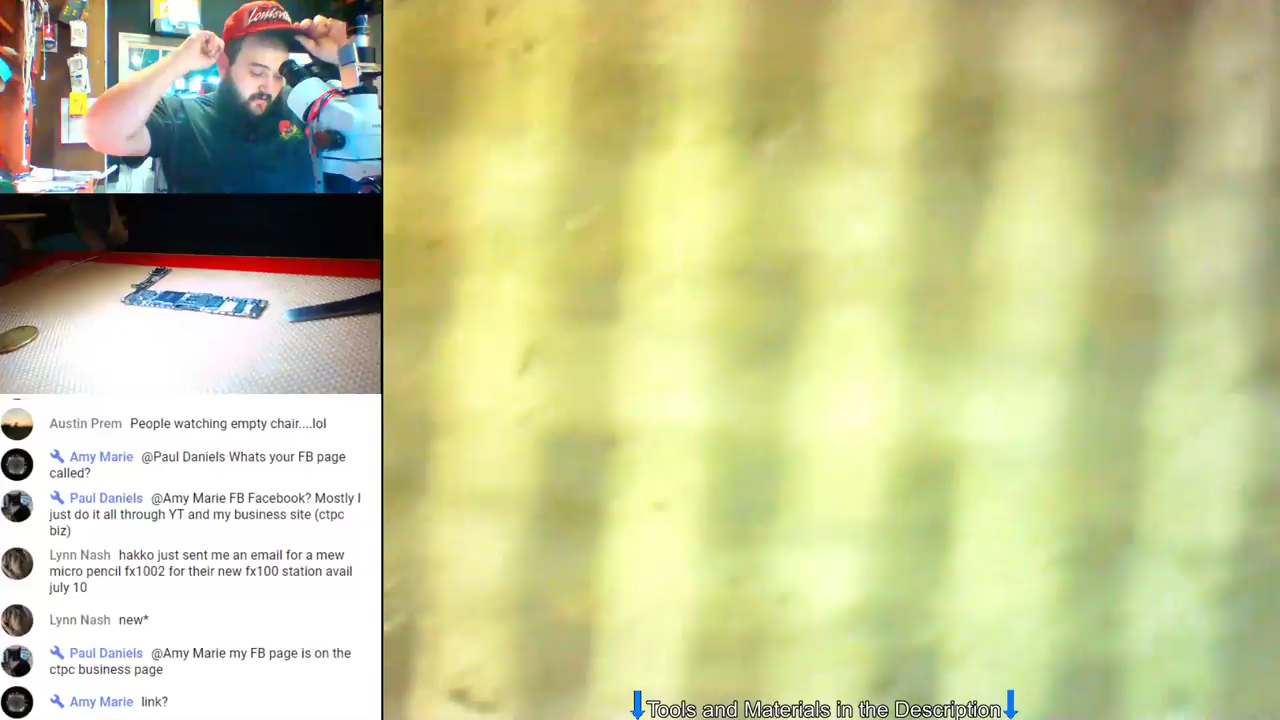 Austin Prem People watching empty chair....lol
Amy Marie @Paul Daniels Whats your FB page
called?
Paul Daniels @Amy Marie FB Facebook? Mostly I
just do it all through YT and my business site (ctpc
biz)
Lynn Nash hakko just sent me an email for a mew
micro pencil fx1002 for their new fx100 station avail
july 10
Lynn Nash new*
Paul Daniels @Amy Marie my FB page is on the
ctpc business page
Amy Marie link?
Tools and Materials in the Description